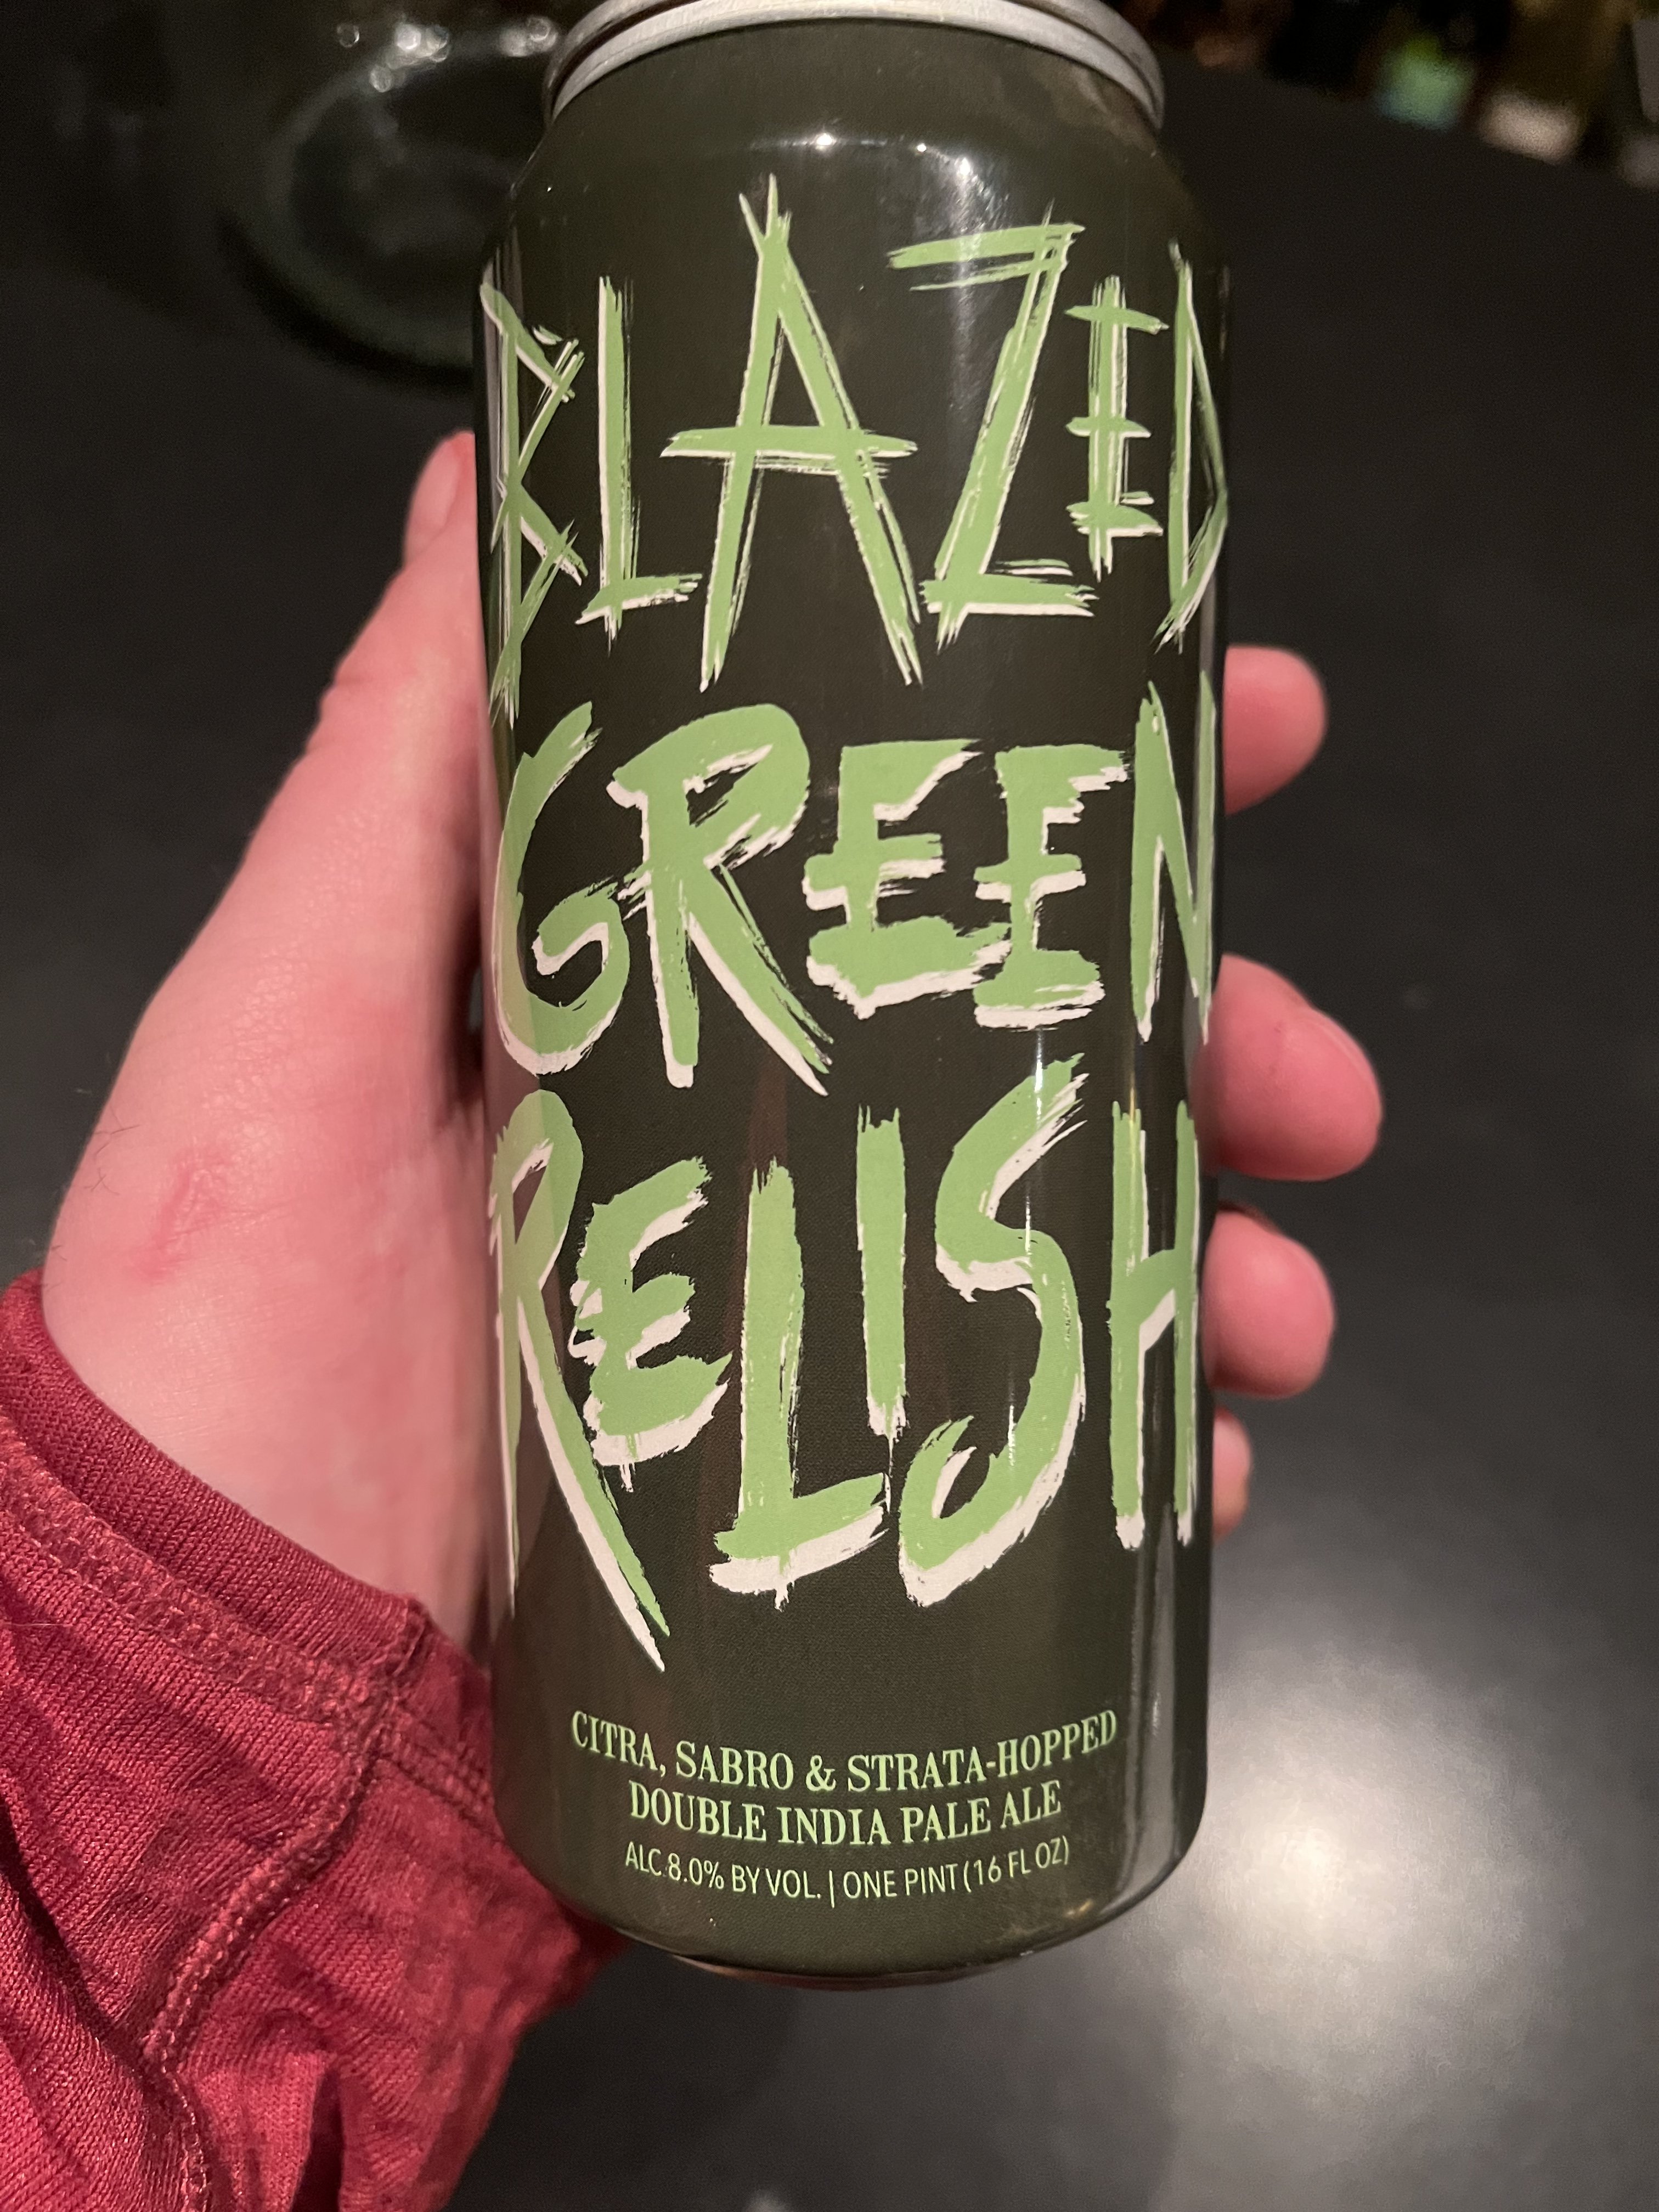 BLAZED
GREEN
RELISH
CITRA, SABRO & STRATA-HOPPED
DOUBLE INDIA PALE ALE
ALC.8.0% BY VOL. | ONE PINT (16 FL OZ)